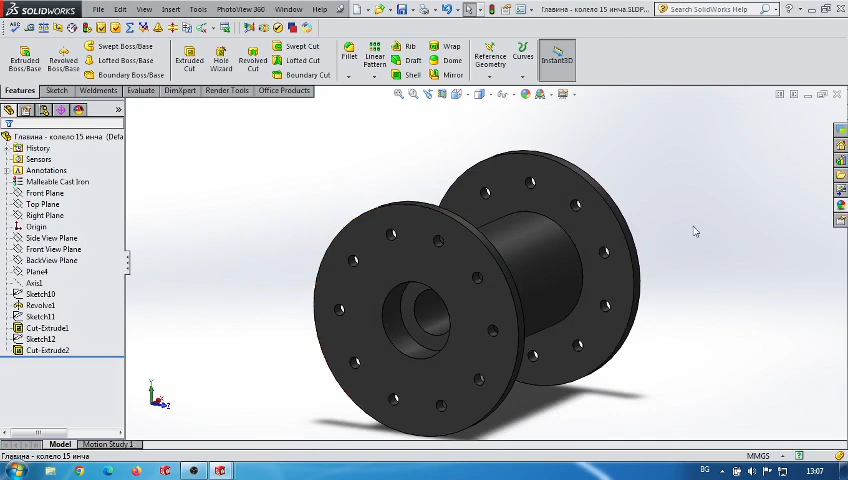 SOLIDWORKS File Edit View Insert Tools PhotoView 360 Window Help Главина - колело 15 инча.SLDP... Search SolidWorks Help
Extruded Boss/Base
Revolved Boss/Base
Swept Boss/Base
Lofted Boss/Base
Boundary Boss/Base
Extruded Cut
Hole Wizard
Revolved Cut
Swept Cut
Lofted Cut
Boundary Cut
Fillet
Linear Pattern
Rib
Draft
Shell
Wrap
Dome
Mirror
Reference Geometry
Curves
Instant3D
Features Sketch Weldments Evaluate DimXpert Render Tools Office Products
Главина - колело 15 инча (Defa
History
Sensors
Annotations
Malleable Cast Iron
Front Plane
Top Plane
Right Plane
Origin
Side View Plane
Front View Plane
BackView Plane
Plane4
Axis1
Sketch10
Revolve1
Sketch11
Cut-Extrude1
Sketch12
Cut-Extrude2
Y
X
Z
Model Motion Study 1
Главина - колело 15 инча MMGS
BG 13:07